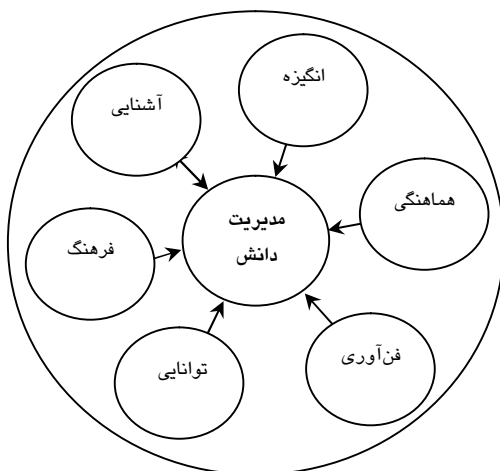 انگیزه
آشنایی
هماهنگی
مدیریت
دانش
فرهنگ
فن‌آوری
توانایی